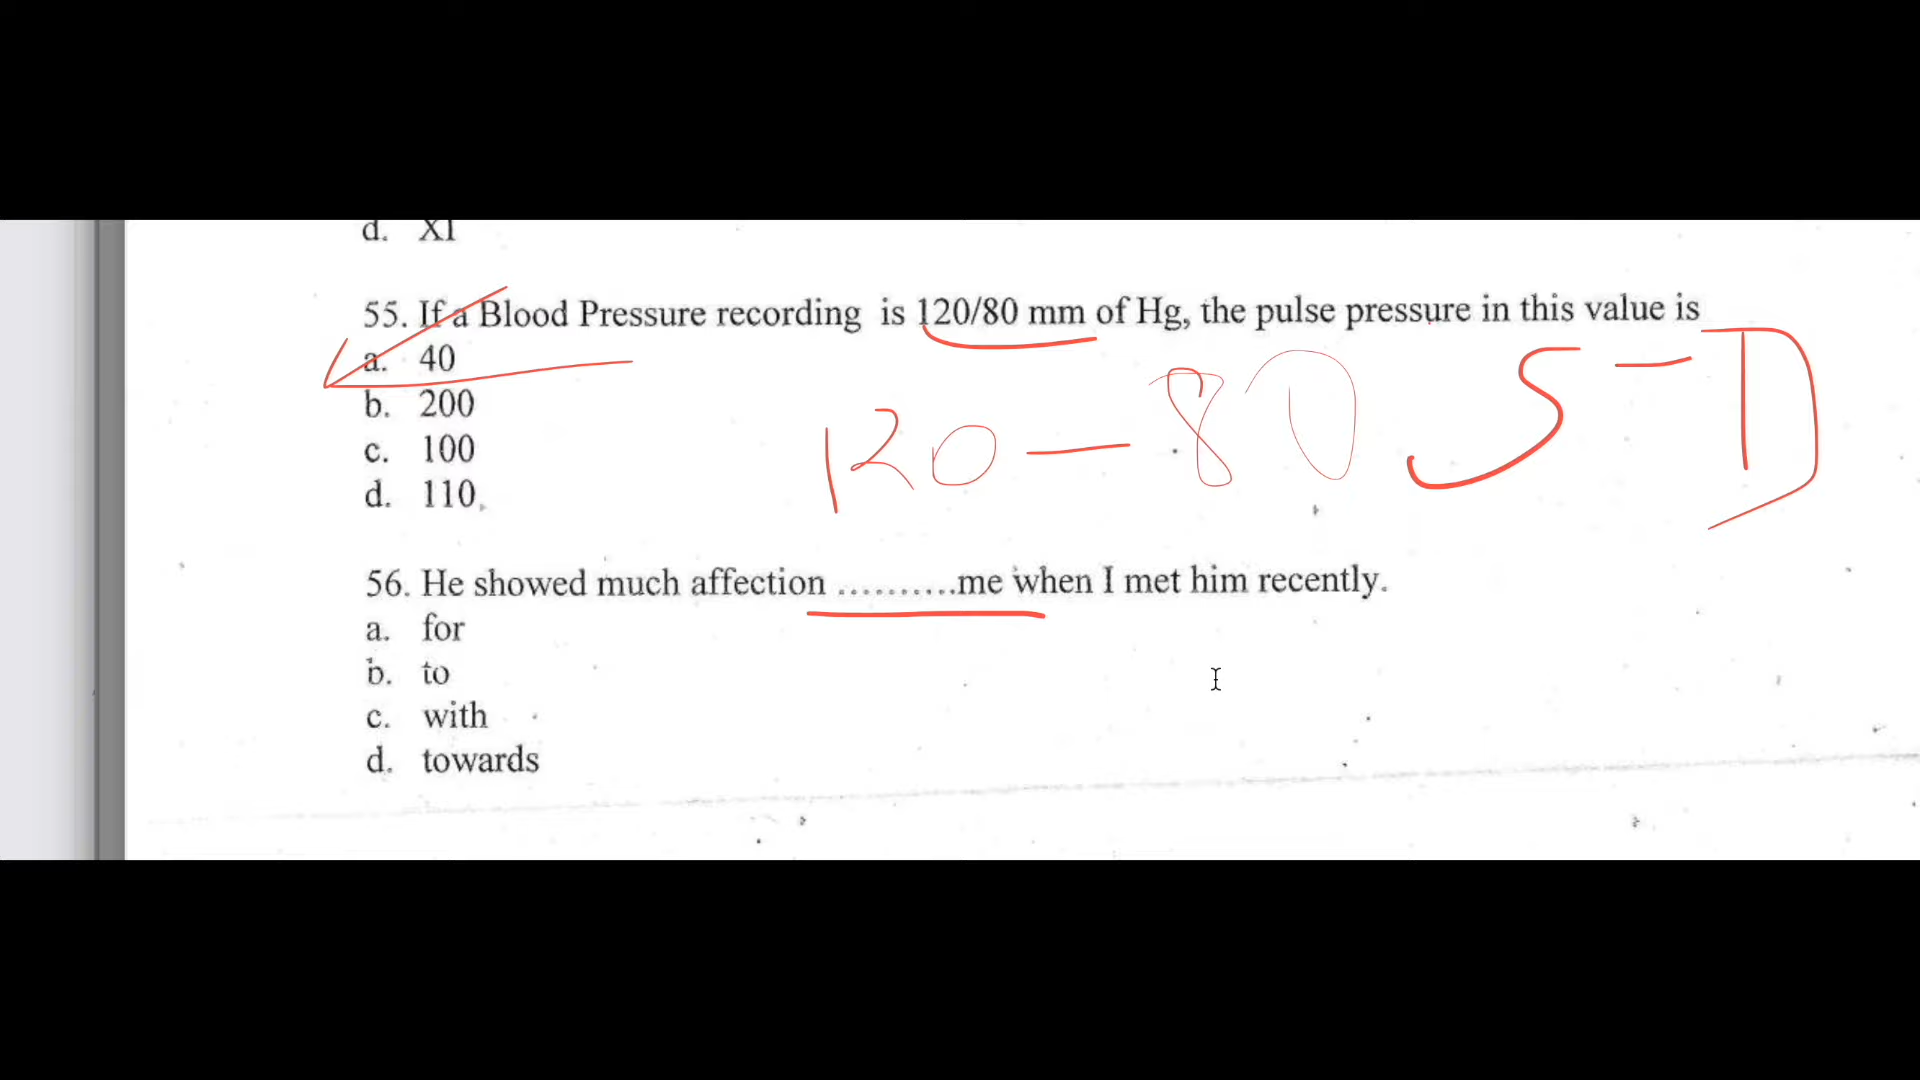 d. XI
55. If a Blood Pressure recording is 120/80 mm of Hg, the pulse pressure in this value is
a. 40
b. 200
c. 100
d. 110
120 — 80 S – D
56. He showed much affection ..........me when I met him recently.
a. for
b. to
c. with
d. towards